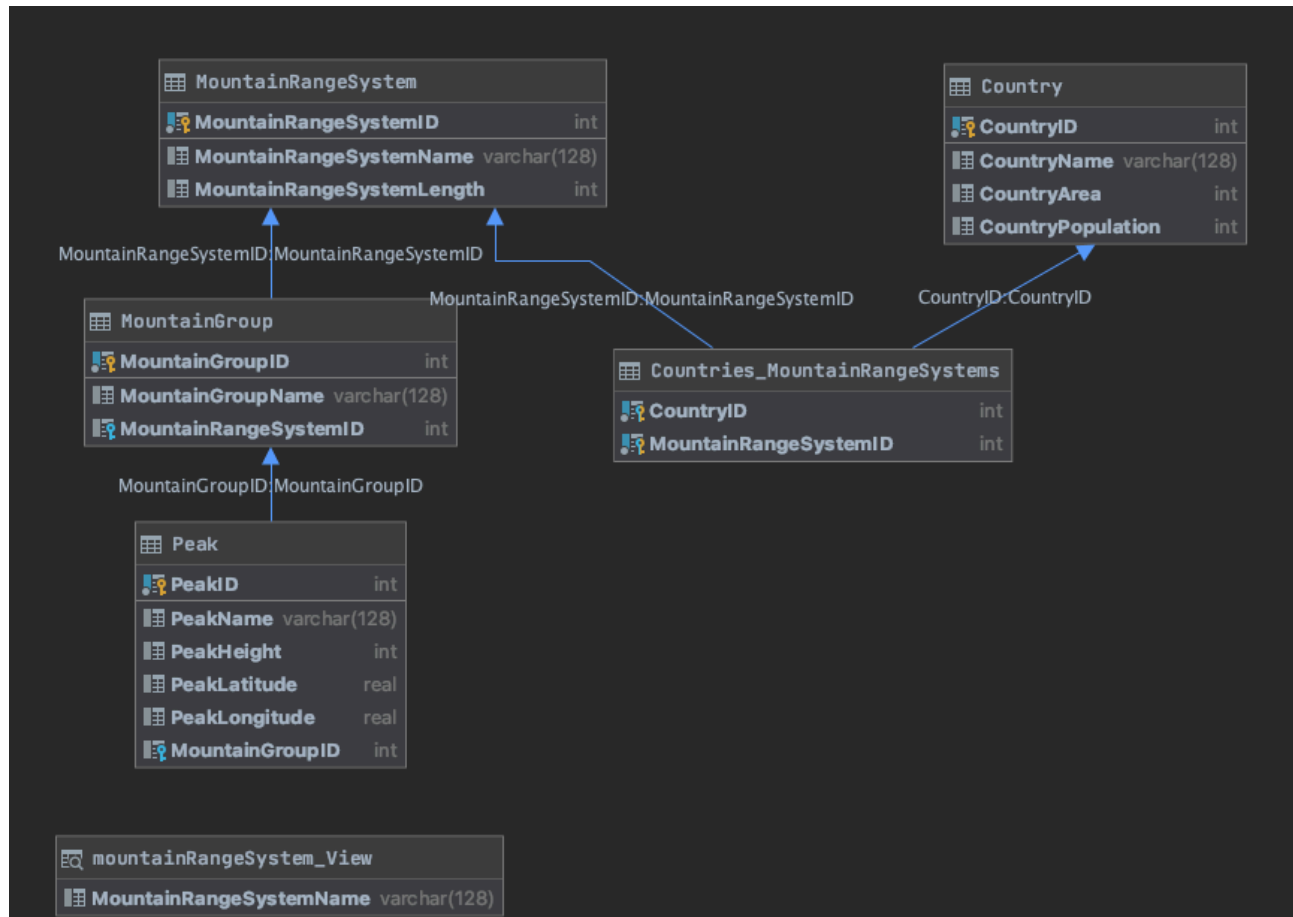 MountainRangeSystem
MountainRangeSystemID int
MountainRangeSystemName varchar(128)
MountainRangeSystemLength int
Country
CountryID int
CountryName varchar(128)
CountryArea int
CountryPopulation int
MountainRangeSystemID:MountainRangeSystemID
MountainRangeSystemID:MountainRangeSystemID
CountryID:CountryID
MountainGroup
MountainGroupID int
MountainGroupName varchar(128)
MountainRangeSystemID int
Countries_MountainRangeSystems
CountryID int
MountainRangeSystemID int
MountainGroupID:MountainGroupID
Peak
PeakID int
PeakName varchar(128)
PeakHeight int
PeakLatitude real
PeakLongitude real
MountainGroupID int
mountainRangeSystem_View
MountainRangeSystemName varchar(128)